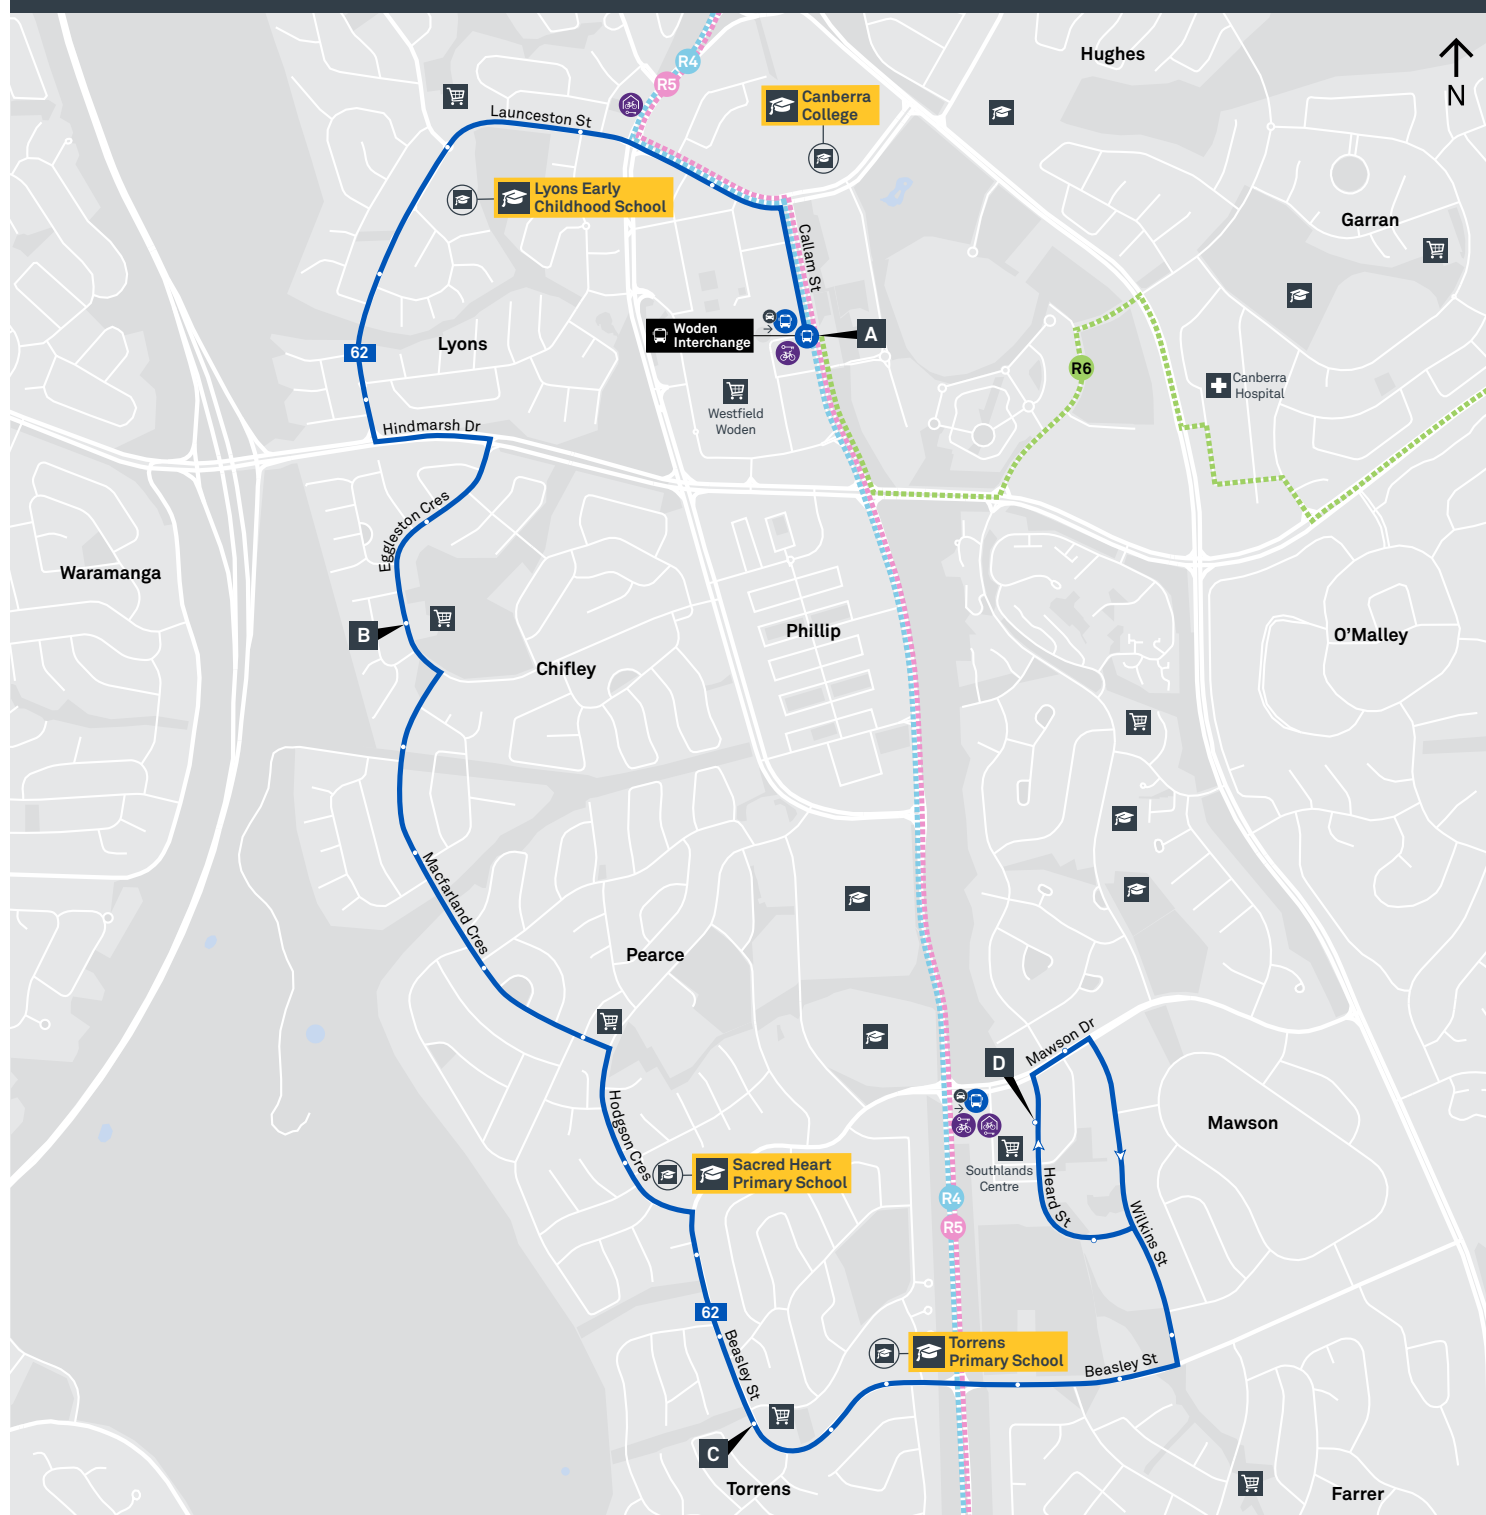 Hughes
N
R4
R5
Canberra
College
Launceston St
Lyons Early
Childhood School
Garran
Callam St
Woden
Interchange
A
Lyons
62
R6
Canberra
Hospital
Westfield
Woden
Hindmarsh Dr
Eggleston Cres
Waramanga
B
Phillip
O'Malley
Chifley
Macfarland Cres
Pearce
Mawson Dr
D
Mawson
Hodgson Cres
Sacred Heart
Primary School
Southlands
Centre
Heard St
R4
R5
Wilkins St
62
Beasley St
Torrens
Primary School
Beasley St
C
Torrens
Farrer